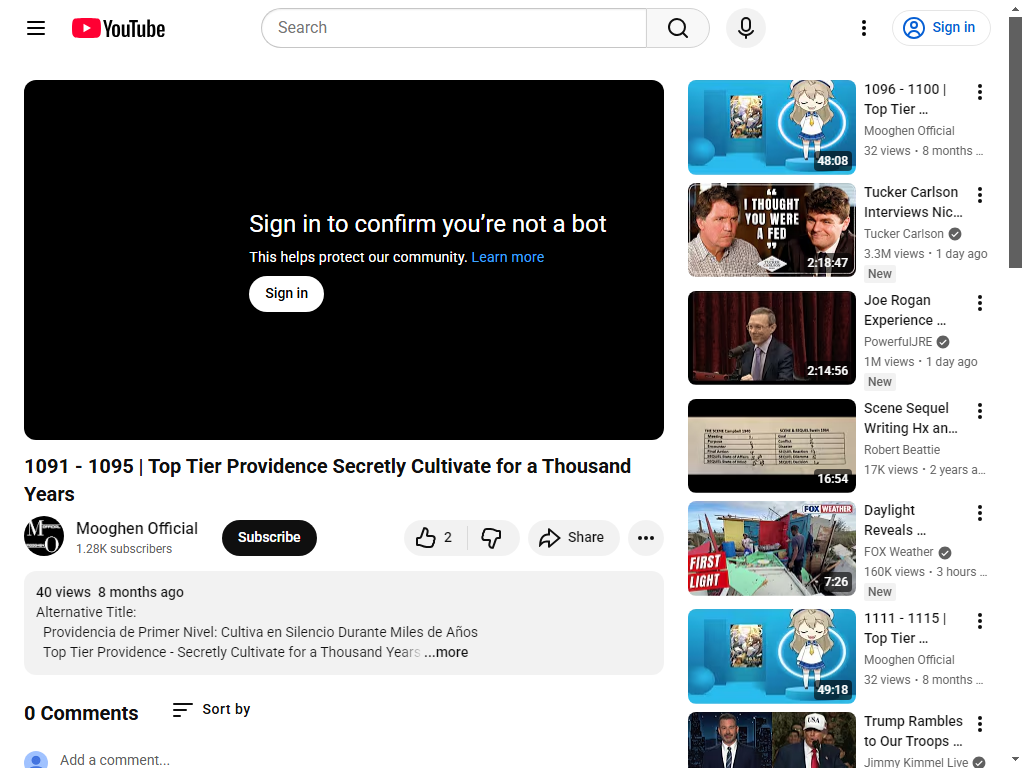 YouTube
Search
Sign in
Sign in to confirm you’re not a bot
This helps protect our community. Learn more
Sign in
1091 - 1095 | Top Tier Providence Secretly Cultivate for a Thousand
Years
Mooghen Official
1.28K subscribers
Subscribe
2
Share
40 views 8 months ago
Alternative Title:
Providencia de Primer Nivel: Cultiva en Silencio Durante Miles de Años
Top Tier Providence - Secretly Cultivate for a Thousand Years ...more
0 Comments
Sort by
Add a comment...
48:08
1096 - 1100 |
Top Tier ...
Mooghen Official
32 views • 8 months ...
I THOUGHT
YOU WERE
A FED
2:18:47
Tucker Carlson
Interviews Nic...
Tucker Carlson
3.3M views • 1 day ago
New
2:14:56
Joe Rogan
Experience ...
PowerfulJRE
1M views • 1 day ago
New
16:54
Scene Sequel
Writing Hx an...
Robert Beattie
17K views • 2 years a...
FOX WEATHER
FIRST
LIGHT
7:26
Daylight
Reveals ...
FOX Weather
160K views • 3 hours ...
New
49:18
1111 - 1115 |
Top Tier ...
Mooghen Official
32 views • 8 months ...
USA
Trump Rambles
to Our Troops ...
Jimmy Kimmel Live